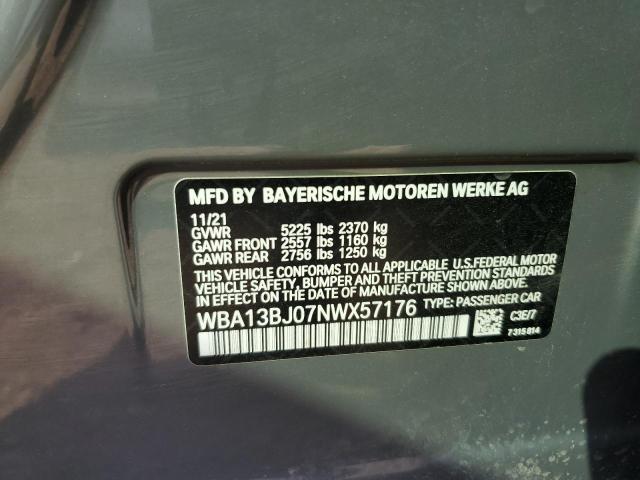 MFD BY BAYERISCHE MOTOREN WERKE AG
11/21
GVWR 5225 lbs 2370 kg
GAWR FRONT 2557 lbs 1160 kg
GAWR REAR 2756 lbs 1250 kg
THIS VEHICLE CONFORMS TO ALL APPLICABLE U.S.FEDERAL MOTOR
VEHICLE SAFETY, BUMPER AND THEFT PREVENTION STANDARDS
IN EFFECT ON THE DATE OF MANUFACTURE SHOWN ABOVE.
WBA13BJ07NWX57176 TYPE: PASSENGER CAR
C3E/7
7315814